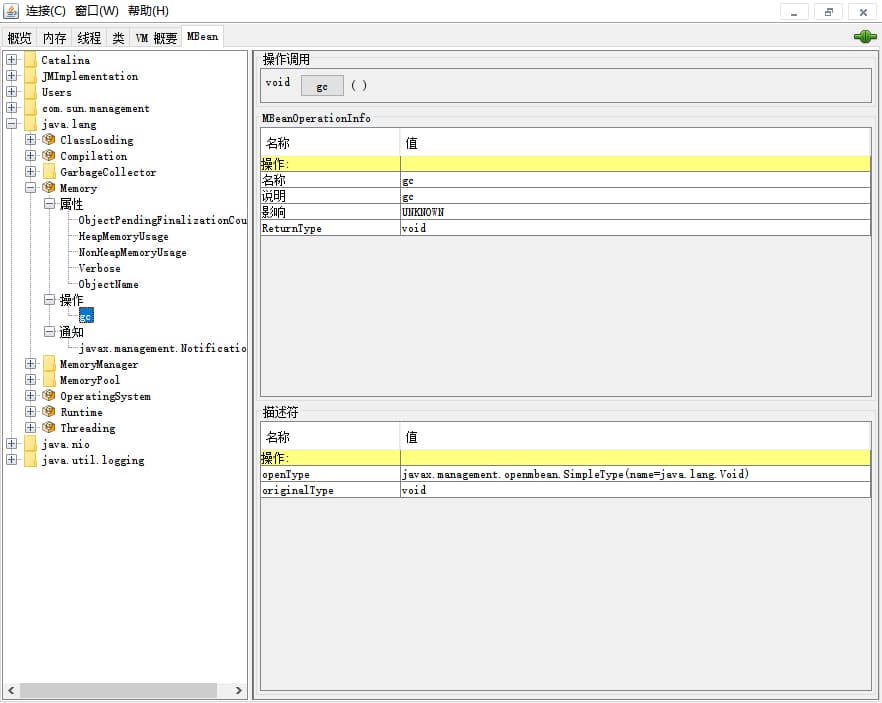 连接(C) 窗口(W) 帮助(H)
概览 内存 线程 类 VM 概要 MBean
Catalina
JMImplementation
Users
com.sun.management
java.lang
ClassLoading
Compilation
GarbageCollector
Memory
属性
ObjectPendingFinalizationCou
HeapMemoryUsage
NonHeapMemoryUsage
Verbose
ObjectName
操作
gc
通知
javax.management.Notificatio
MemoryManager
MemoryPool
OperatingSystem
Runtime
Threading
java.nio
java.util.logging
操作调用
void gc ( )
MBeanOperationInfo
名称 值
操作:
名称 gc
说明 gc
影响 UNKNOWN
ReturnType void
描述符
名称 值
操作:
openType javax.management.openmbean.SimpleType(name=java.lang.Void)
originalType void